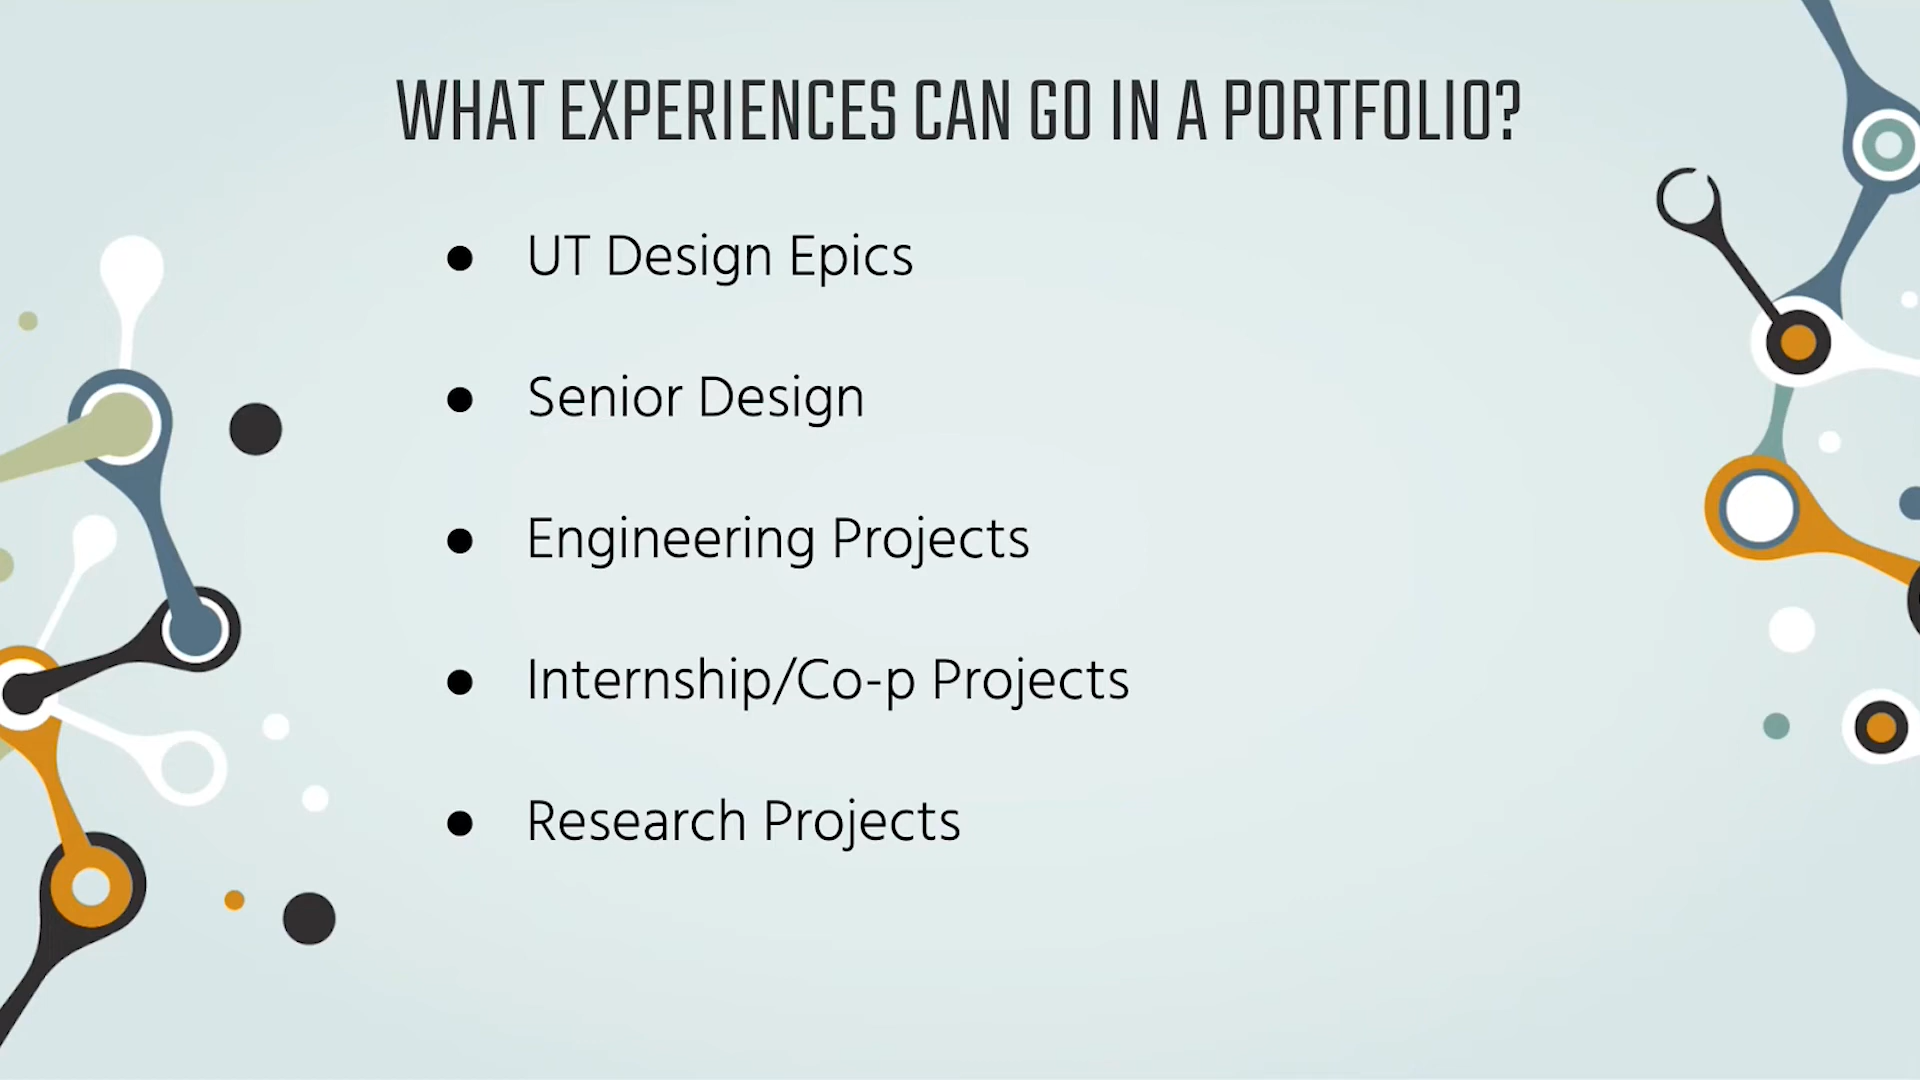 WHAT EXPERIENCES CAN GO IN A PORTFOLIO?
● UT Design Epics
● Senior Design
● Engineering Projects
● Internship/Co-p Projects
● Research Projects